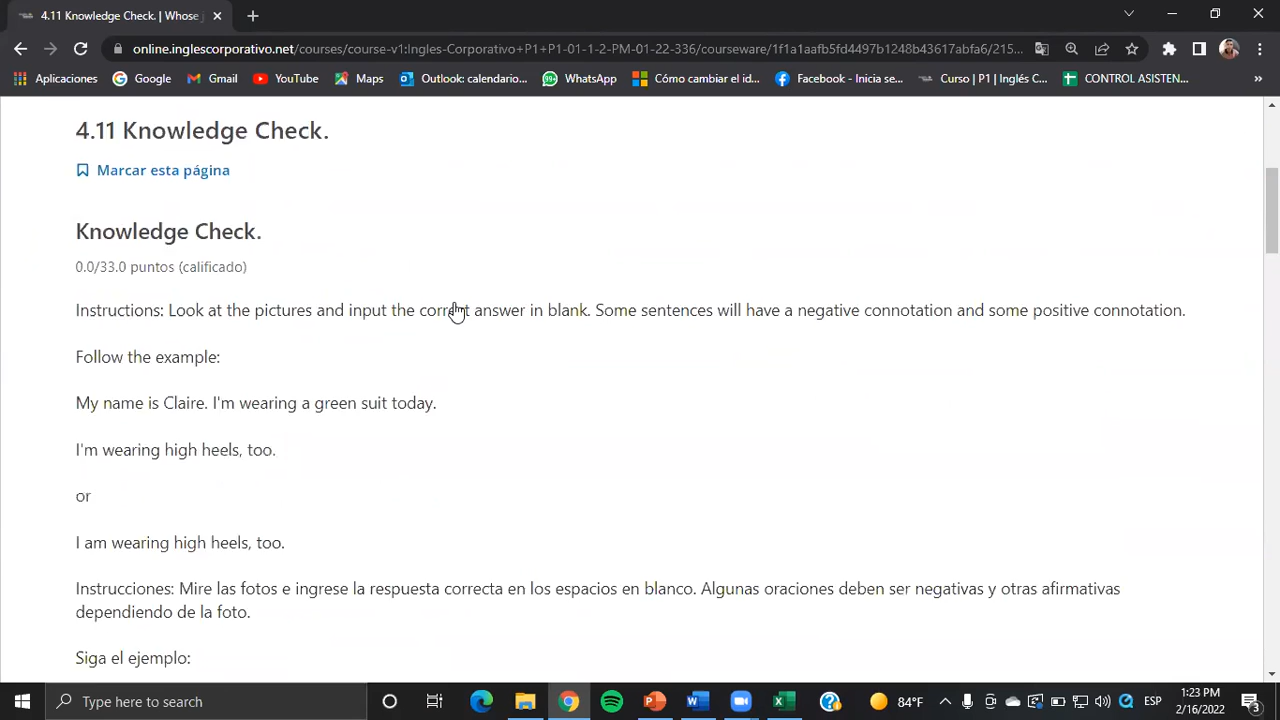 4.11 Knowledge Check. | Whose j
online.inglescorporativo.net/courses/course-v1:Ingles-Corporativo+P1+P1-01-1-2-PM-01-22-336/courseware/1f1a1aafb5fd4497b1248b43617abfa6/215...
Aplicaciones Google Gmail YouTube Maps Outlook: calendario... 99+ WhatsApp Cómo cambiar el id... Facebook - Inicia se... Curso | P1 | Inglés C... CONTROL ASISTEN... »
4.11 Knowledge Check.
Marcar esta página
Knowledge Check.
0.0/33.0 puntos (calificado)
Instructions: Look at the pictures and input the correct answer in blank. Some sentences will have a negative connotation and some positive connotation.
Follow the example:
My name is Claire. I'm wearing a green suit today.
I'm wearing high heels, too.
or
I am wearing high heels, too.
Instrucciones: Mire las fotos e ingrese la respuesta correcta en los espacios en blanco. Algunas oraciones deben ser negativas y otras afirmativas
dependiendo de la foto.
Siga el ejemplo:
Type here to search
84°F
ESP
1:23 PM
2/16/2022
3